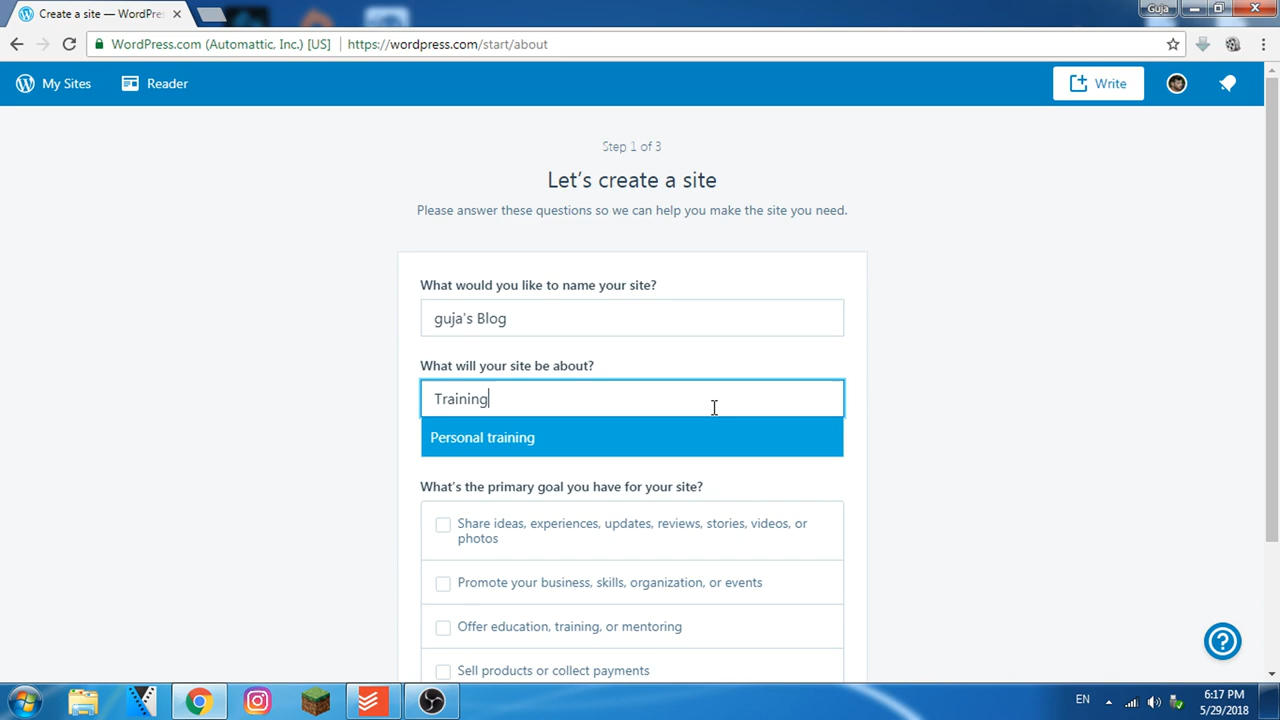 Create a site — WordPre
Guja
WordPress.com (Automattic, Inc.) [US]
https://wordpress.com/start/about
My Sites
Reader
Write
Step 1 of 3
Let’s create a site
Please answer these questions so we can help you make the site you need.
What would you like to name your site?
guja's Blog
What will your site be about?
Training
Personal training
What’s the primary goal you have for your site?
Share ideas, experiences, updates, reviews, stories, videos, or
photos
Promote your business, skills, organization, or events
Offer education, training, or mentoring
Sell products or collect payments
EN
6:17 PM
5/29/2018